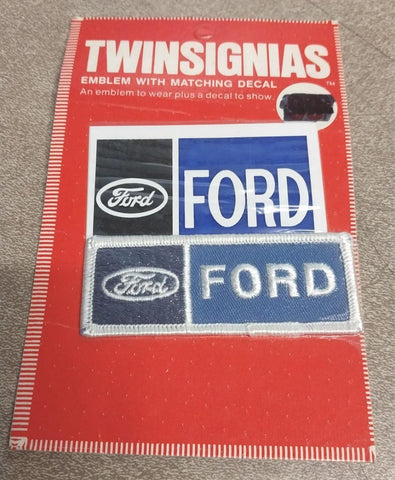 TWINSIGNIAS
EMBLEM WITH MATCHING DECAL
An emblem to wear plus a decal to show. TM
Ford FORD
Ford FORD